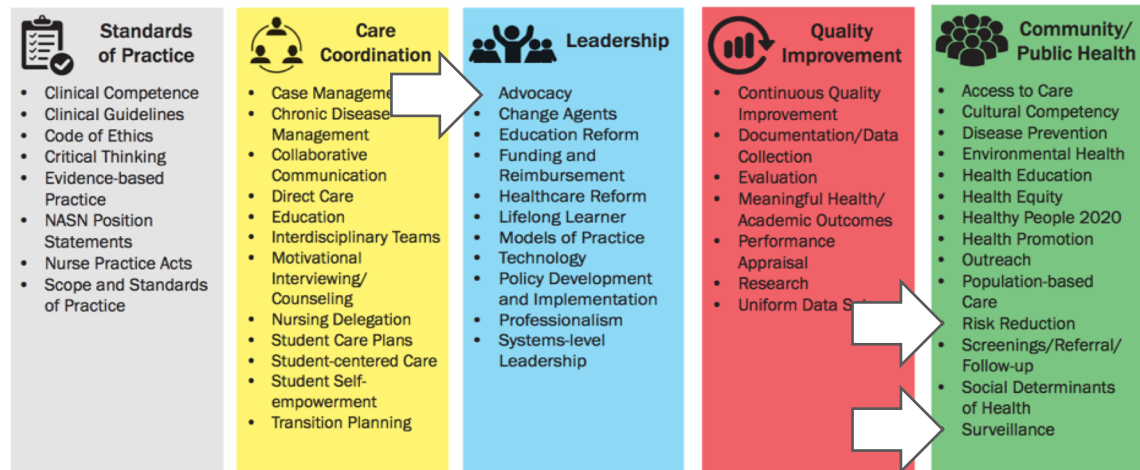 Standards
of Practice
Clinical Competence
Clinical Guidelines
Code of Ethics
Critical Thinking
Evidence-based
Practice
NASN Position
Statements
Nurse Practice Acts
Scope and Standards
of Practice
Care
Coordination
Case
Chronic Disease
Management
Collaborative
Communication
Direct Care
Education
Interdisciplinary Teams
Motivational
Interviewing/
Counseling
Nursing Delegation
Student Care Plans
Student-centered Care
Student Self-
empowerment
Transition Planning
Leadership
Advocacy
Change Agents
Education Reform
Funding and
Reimbursement
Healthcare Reform
Lifelong Learner
Models of Practice
Technology
Policy Development
and Implementation
Professionalism
Systems-level
Leadership
Quality
Improvement
Continuous Quality
Improvement
Documentation/Data
Collection
Evaluation
Meaningful Health/
Academic Outcomes
Performance
Appraisal
Research
Uniform Data
Community/
Public Health
Access to Care
Cultural Competency
Disease Prevention
Environmental Health
Health Education
Health Equity
Healthy People 2020
Health Promotion
Outreach
Population-based
Care
Risk Reduction
Screenings/Referral/
Follow-up
Social Determinants
of Health
Surveillance